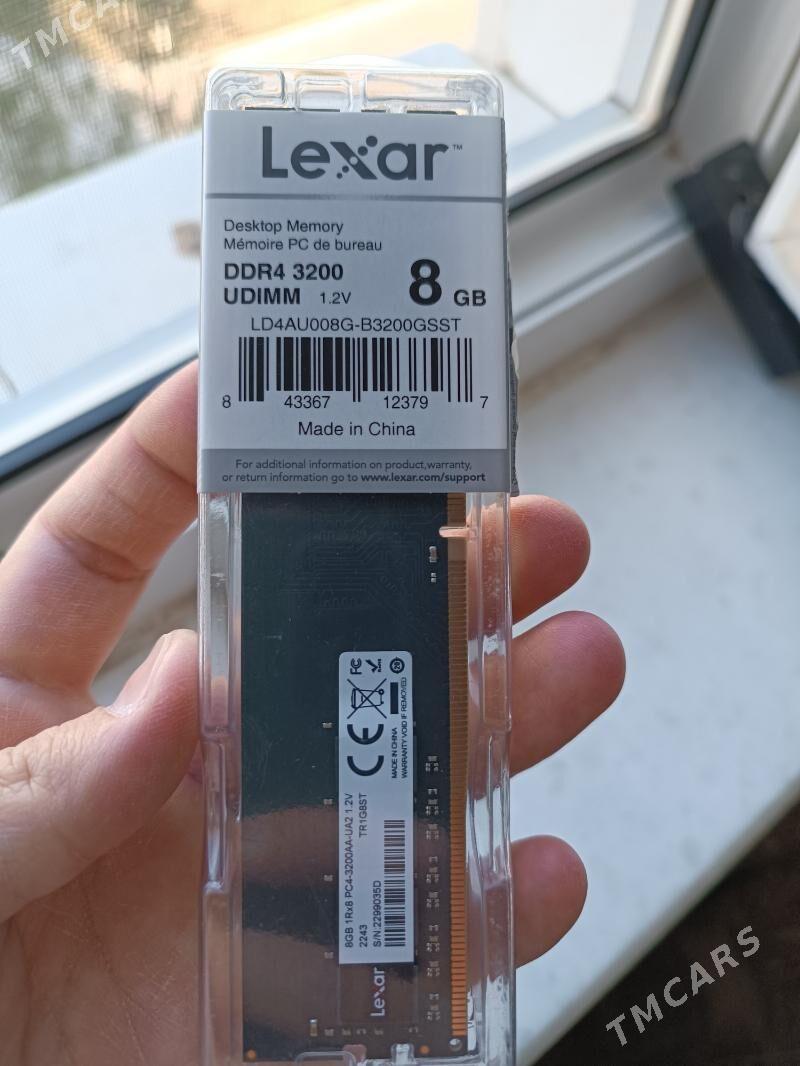 TMCARS
Lexar™
Desktop Memory
Mémoire PC de bureau
DDR4 3200
UDIMM 1.2V
8 GB
LD4AU008G-B3200GSST
8 43367 12379 7
Made in China
For additional information on product,warranty,
or return information go to www.lexar.com/support
8GB 1Rx8 PC4-3200AA-UA2 1.2V
2243 TR1G8ST
S/N:2299035D
CE
MADE IN CHINA
WARRANTY VOID IF REMOVED
FC
Lexar
TMCARS